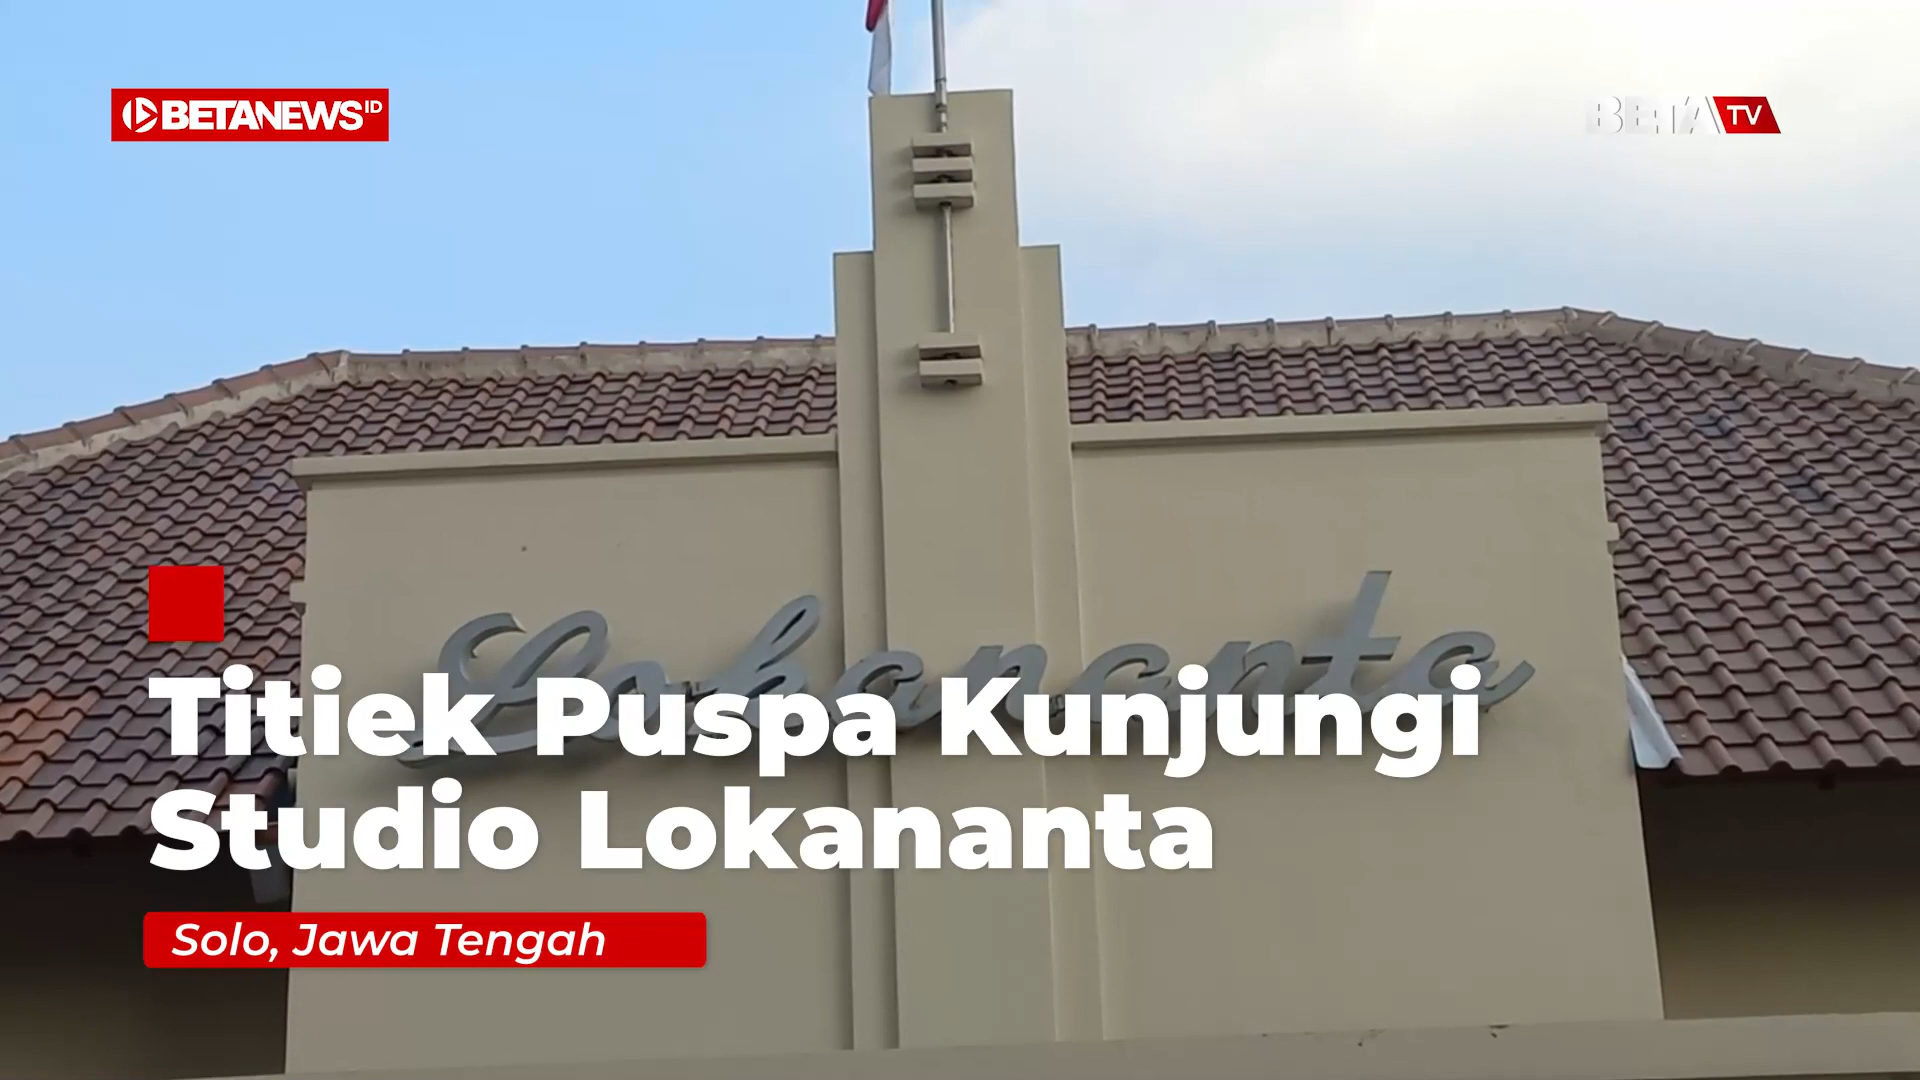 BETANEWS ID
BETA TV
Lokananta
Titiek Puspa Kunjungi
Studio Lokananta
Solo, Jawa Tengah